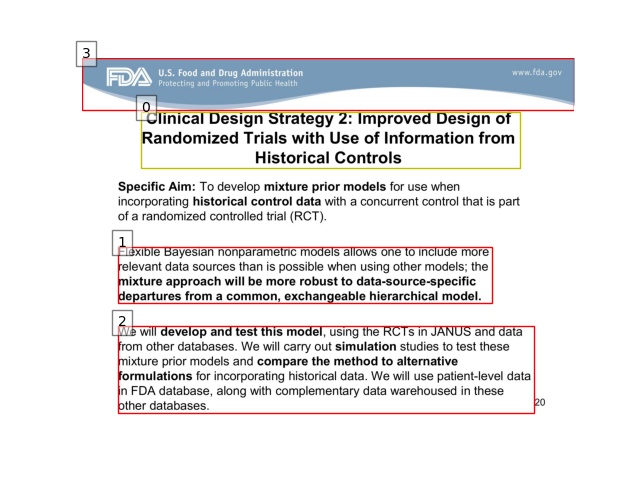 3
FDA U.S. Food and Drug Administration
Protecting and Promoting Public Health
www.fda.gov
0
Clinical Design Strategy 2: Improved Design of
Randomized Trials with Use of Information from
Historical Controls
Specific Aim: To develop mixture prior models for use when
incorporating historical control data with a concurrent control that is part
of a randomized controlled trial (RCT).
1
Flexible Bayesian nonparametric models allows one to include more
relevant data sources than is possible when using other models; the
mixture approach will be more robust to data-source-specific
departures from a common, exchangeable hierarchical model.
2
We will develop and test this model, using the RCTs in JANUS and data
from other databases. We will carry out simulation studies to test these
mixture prior models and compare the method to alternative
formulations for incorporating historical data. We will use patient-level data
in FDA database, along with complementary data warehoused in these
other databases.
20